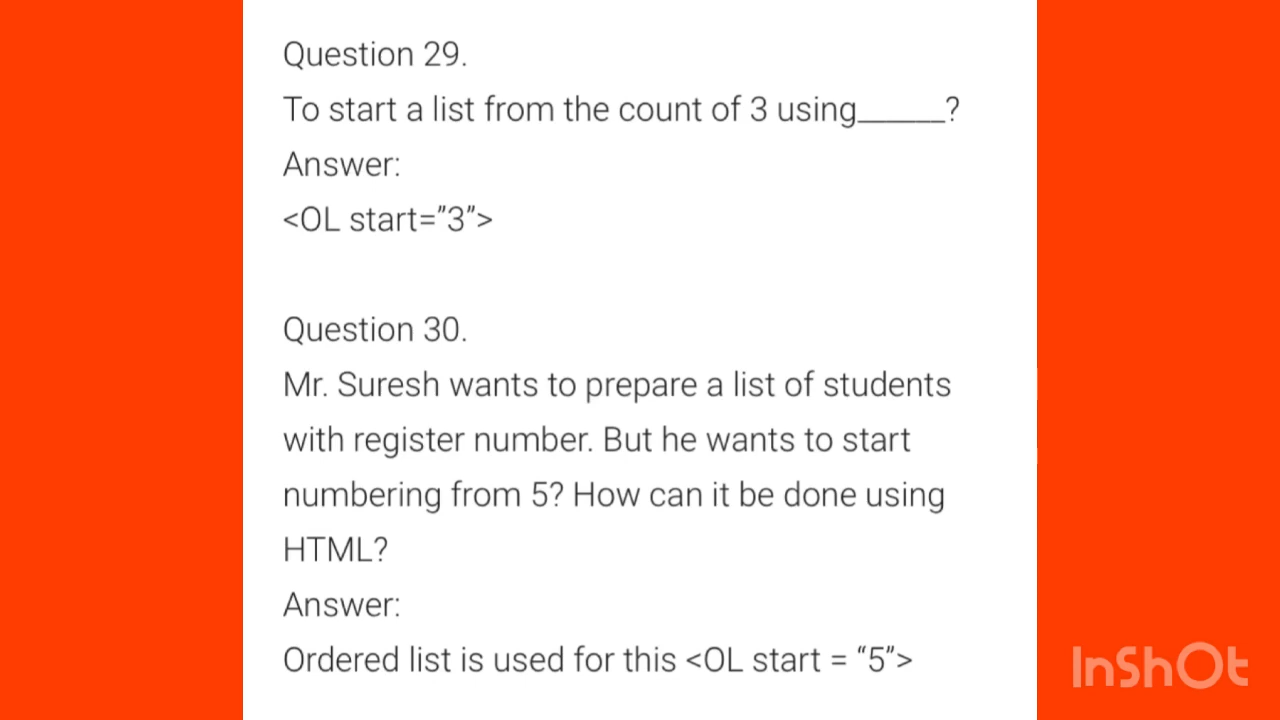 Question 29.
To start a list from the count of 3 using______?
Answer:
<OL start=”3”>
Question 30.
Mr. Suresh wants to prepare a list of students
with register number. But he wants to start
numbering from 5? How can it be done using
HTML?
Answer:
Ordered list is used for this <OL start = “5”>
InShOt